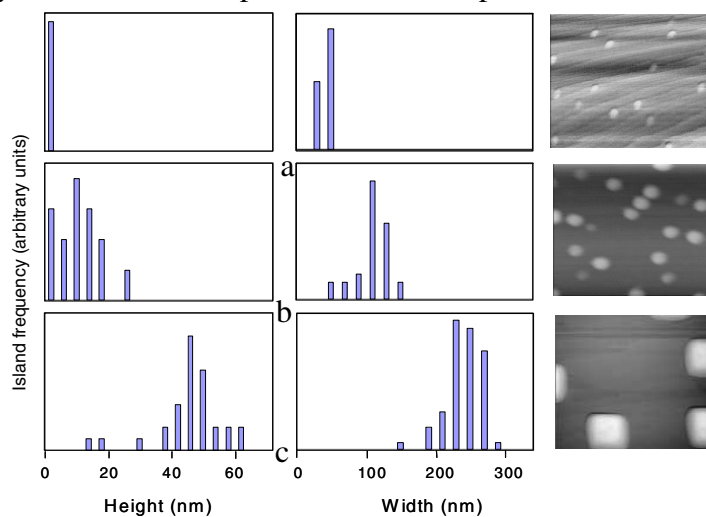 Island frequency (arbitrary units)
a
b
c
0 20 40 60
0 100 200 300
Height (nm)
Width (nm)